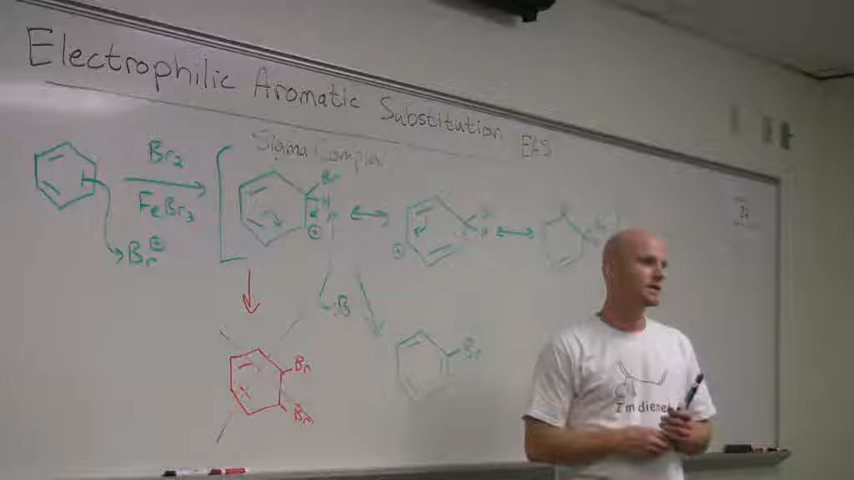 Electrophilic Aromatic Substitution EAS
Sigma Complex
Br₂
FeBr₃
Br⊕
Br
H
⊕
⊕
:B
Br
Br
Br
I'm diene